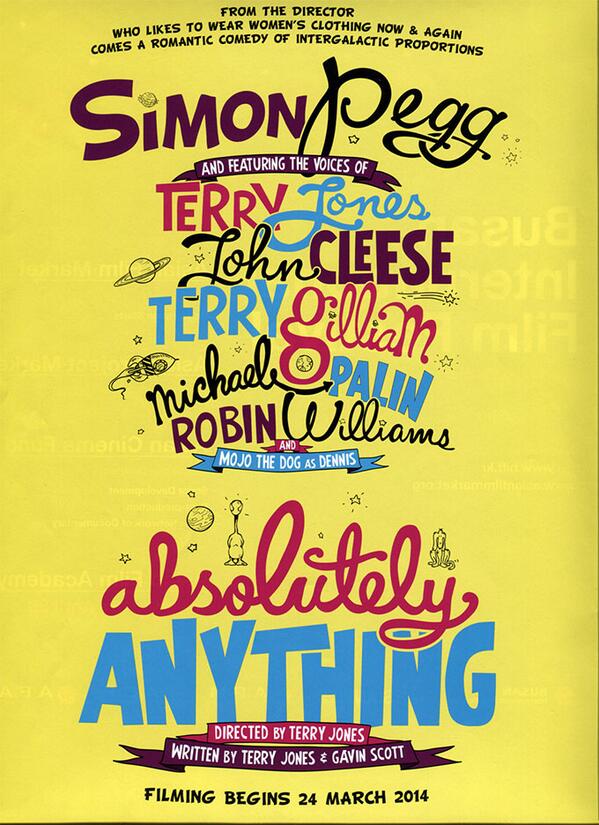 FROM THE DIRECTOR
WHO LIKES TO WEAR WOMEN'S CLOTHING NOW & AGAIN
COMES A ROMANTIC COMEDY OF INTERGALACTIC PROPORTIONS
SIMON Pegg
AND FEATURING THE VOICES OF
TERRY Jones
John CLEESE
TERRY gilliam
Michael PALIN
ROBIN Williams
AND
MOJO THE DOG AS DENNIS
absolutely
ANYTHING
DIRECTED BY TERRY JONES
WRITTEN BY TERRY JONES & GAVIN SCOTT
FILMING BEGINS 24 MARCH 2014